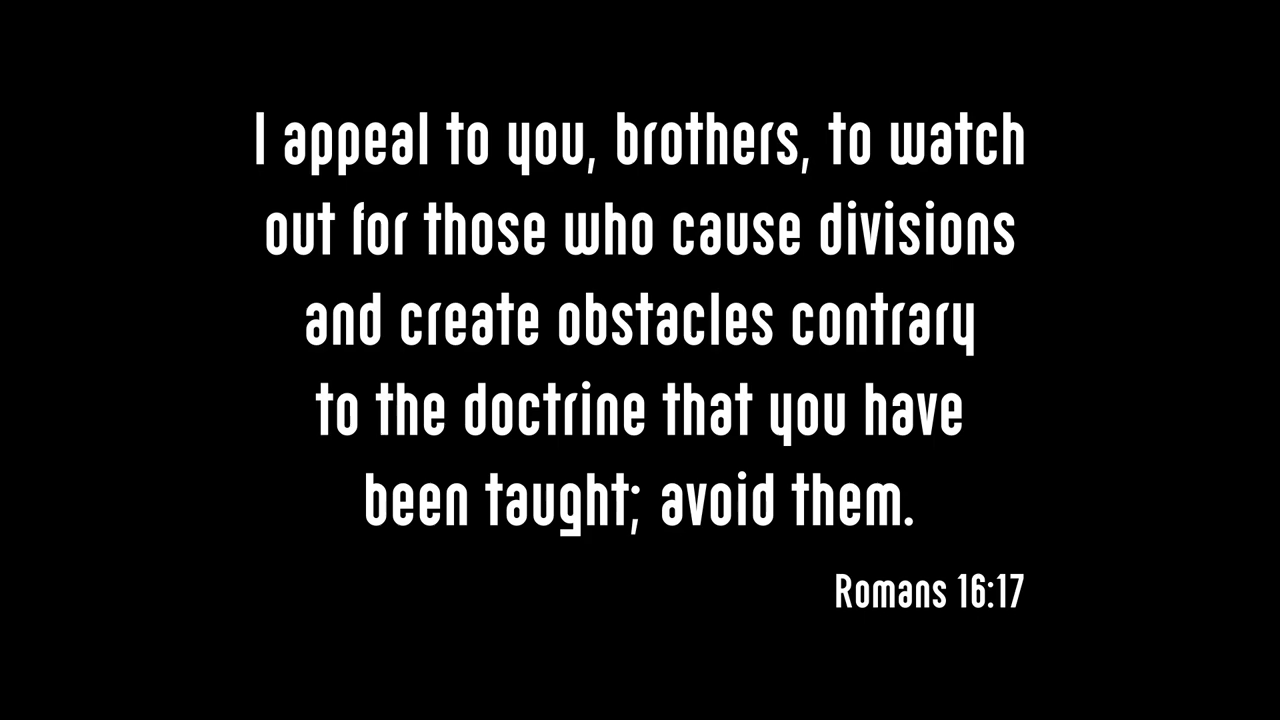 I appeal to you, brothers, to watch
out for those who cause divisions
and create obstacles contrary
to the doctrine that you have
been taught; avoid them.
Romans 16:17